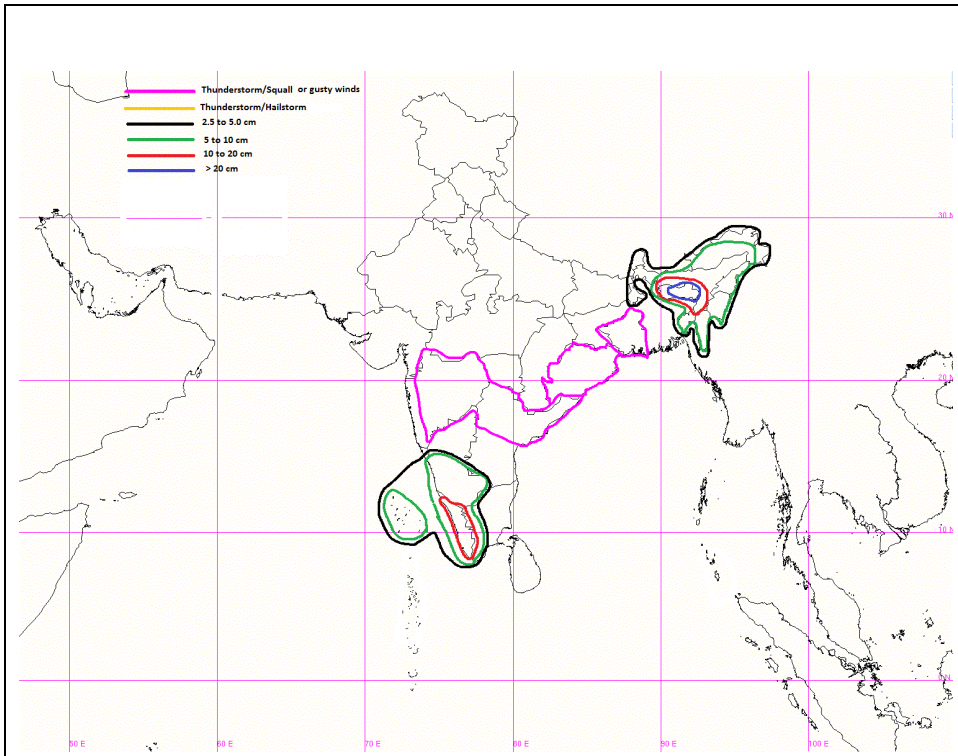 Thunderstorm/Squall or gusty winds
Thunderstorm/Hailstorm
2.5 to 5.0 cm
5 to 10 cm
10 to 20 cm
> 20 cm
30 N
20 N
10 N
50 E
70 E
80 E
90 E
100 E